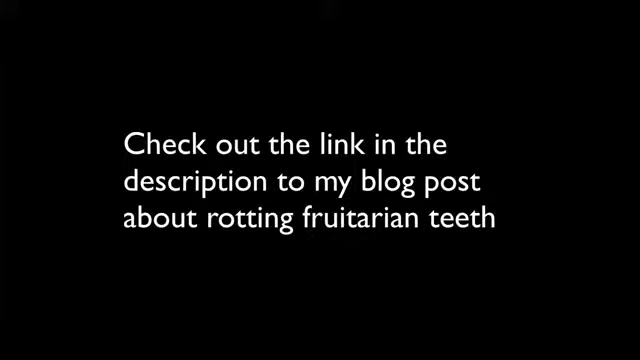 Check out the link in the
description to my blog post
about rotting fruitarian teeth